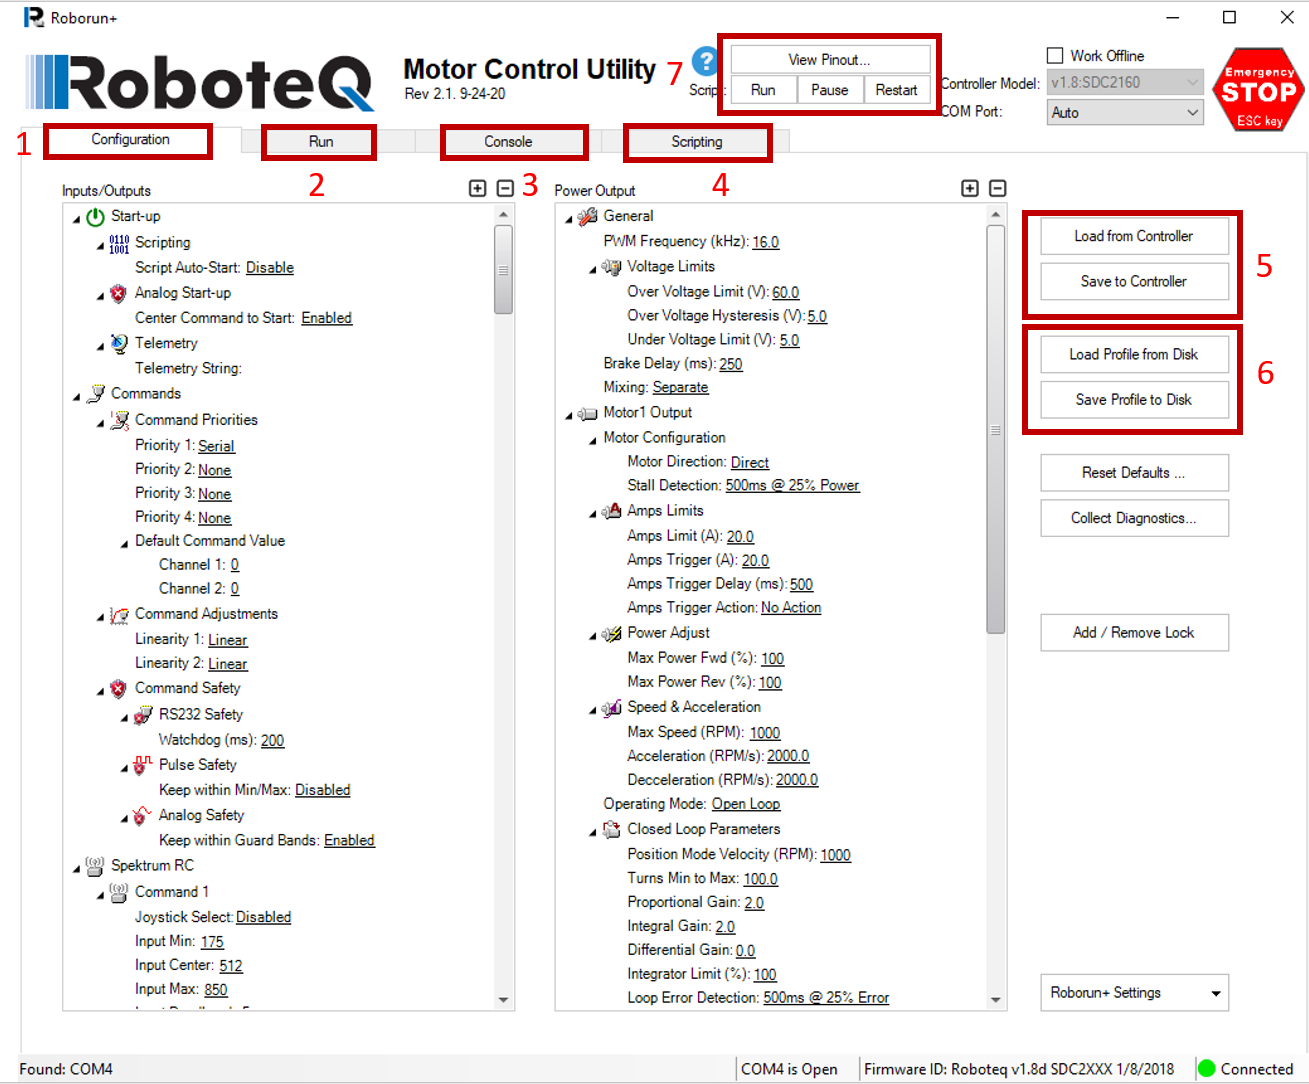 Roborun+
RoboteQ
Motor Control Utility
Rev 2.1. 9-24-20
7
?
Script:
View Pinout...
Run Pause Restart
Work Offline
Controller Model: v1.8:SDC2160
COM Port: Auto
Emergency
STOP
ESC key
1 Configuration Run Console Scripting
2 3 4
Inputs/Outputs
Start-up
0110
1001
Scripting
Script Auto-Start: Disable
Analog Start-up
Center Command to Start: Enabled
Telemetry
Telemetry String:
Commands
Command Priorities
Priority 1: Serial
Priority 2: None
Priority 3: None
Priority 4: None
Default Command Value
Channel 1: 0
Channel 2: 0
Command Adjustments
Linearity 1: Linear
Linearity 2: Linear
Command Safety
RS232 Safety
Watchdog (ms): 200
Pulse Safety
Keep within Min/Max: Disabled
Analog Safety
Keep within Guard Bands: Enabled
Spektrum RC
Command 1
Joystick Select: Disabled
Input Min: 175
Input Center: 512
Input Max: 850
Power Output
General
PWM Frequency (kHz): 16.0
Voltage Limits
Over Voltage Limit (V): 60.0
Over Voltage Hysteresis (V): 5.0
Under Voltage Limit (V): 5.0
Brake Delay (ms): 250
Mixing: Separate
Motor1 Output
Motor Configuration
Motor Direction: Direct
Stall Detection: 500ms @ 25% Power
Amps Limits
Amps Limit (A): 20.0
Amps Trigger (A): 20.0
Amps Trigger Delay (ms): 500
Amps Trigger Action: No Action
Power Adjust
Max Power Fwd (%): 100
Max Power Rev (%): 100
Speed & Acceleration
Max Speed (RPM): 1000
Acceleration (RPM/s): 2000.0
Decceleration (RPM/s): 2000.0
Operating Mode: Open Loop
Closed Loop Parameters
Position Mode Velocity (RPM): 1000
Turns Min to Max: 100.0
Proportional Gain: 2.0
Integral Gain: 2.0
Differential Gain: 0.0
Integrator Limit (%): 100
Loop Error Detection: 500ms @ 25% Error
Load from Controller
Save to Controller
5
Load Profile from Disk
Save Profile to Disk
6
Reset Defaults ...
Collect Diagnostics...
Add / Remove Lock
Roborun+ Settings
Found: COM4
COM4 is Open
Firmware ID: Roboteq v1.8d SDC2XXX 1/8/2018
Connected